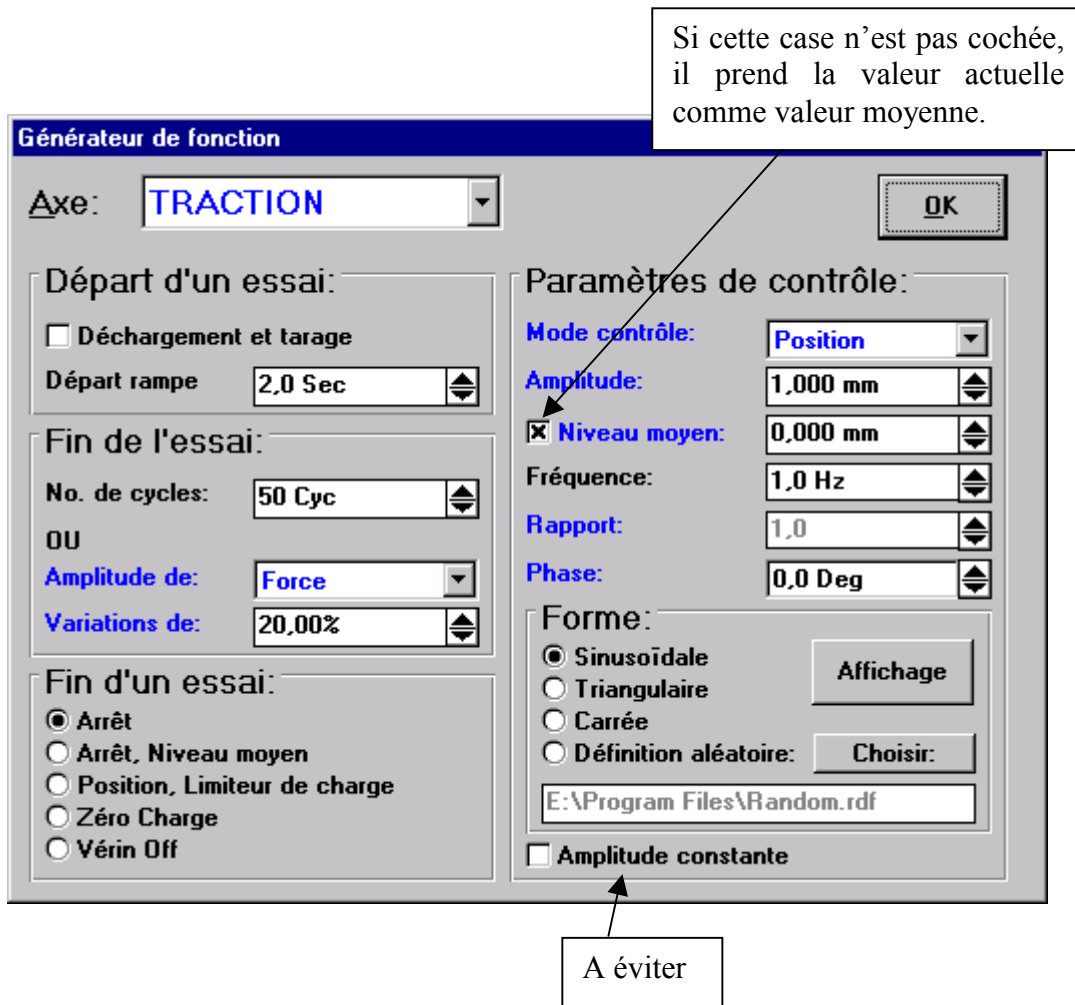 Si cette case n’est pas cochée,
il prend la valeur actuelle
comme valeur moyenne.
Générateur de fonction
Axe: TRACTION
OK
Départ d'un essai:
Déchargement et tarage
Départ rampe 2,0 Sec
Fin de l'essai:
No. de cycles: 50 Cyc
OU
Amplitude de: Force
Variations de: 20,00%
Fin d'un essai:
Arrêt
Arrêt, Niveau moyen
Position, Limiteur de charge
Zéro Charge
Vérin Off
Paramètres de contrôle:
Mode contrôle: Position
Amplitude: 1,000 mm
Niveau moyen: 0,000 mm
Fréquence: 1,0 Hz
Rapport: 1,0
Phase: 0,0 Deg
Forme:
Sinusoïdale
Affichage
Triangulaire
Carrée
Définition aléatoire: Choisir:
E:\Program Files\Random.rdf
Amplitude constante
A éviter